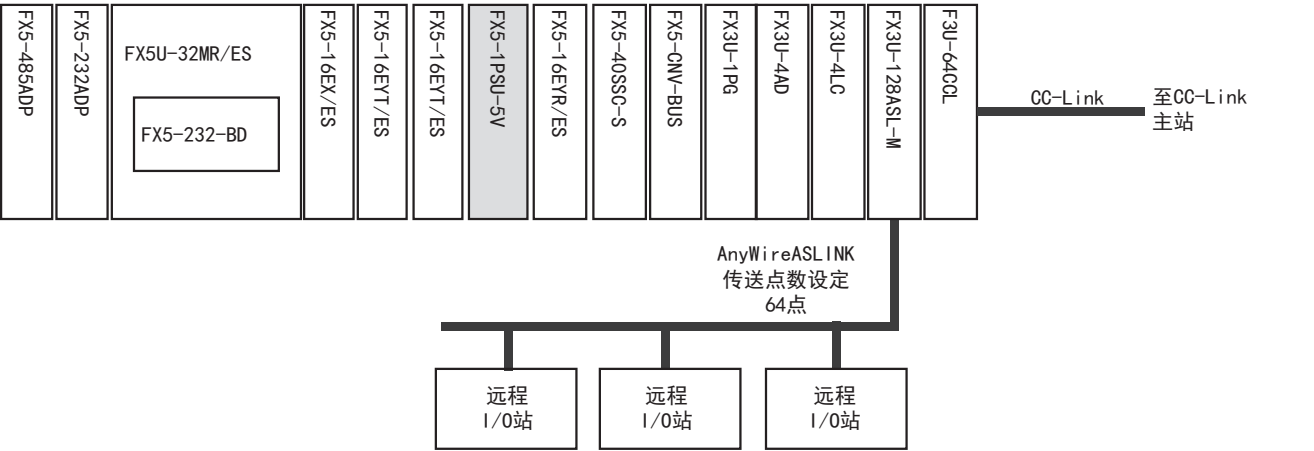 FX5-485ADP
FX5-232ADP
FX5U-32MR/ES
FX5-232-BD
FX5-16EX/ES
FX5-16EYT/ES
FX5-16EYT/ES
FX5-1PSU-5V
FX5-16EYR/ES
FX5-40SSC-S
FX5-CNV-BUS
FX3U-1PG
FX3U-4AD
FX3U-4LC
FX3U-128ASL-M
F3U-64CCL
CC-Link
至CC-Link
主站
AnyWireASLINK
传送点数设定
64点
远程
I/O站
远程
I/O站
远程
I/O站